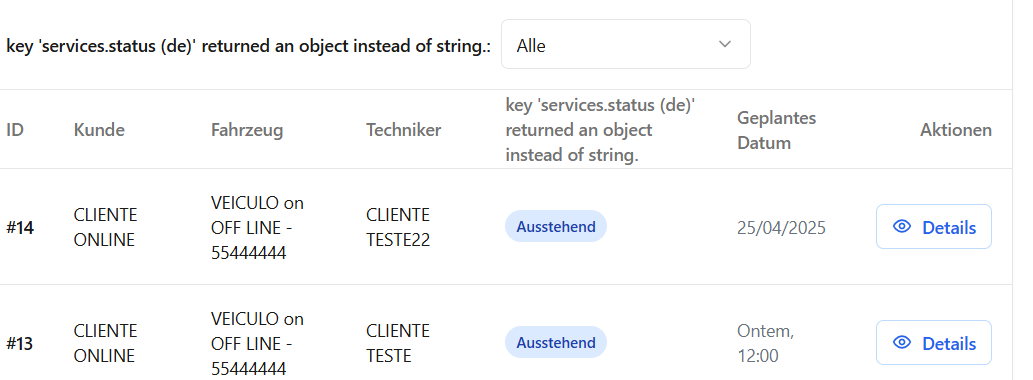 key 'services.status (de)' returned an object instead of string.: Alle
ID Kunde Fahrzeug Techniker key 'services.status (de)' returned an object instead of string. Geplantes Datum Aktionen
#14 CLIENTE ONLINE VEICULO on OFF LINE - 55444444 CLIENTE TESTE22 Ausstehend 25/04/2025 Details
#13 CLIENTE ONLINE VEICULO on OFF LINE - 55444444 CLIENTE TESTE Ausstehend Ontem, 12:00 Details